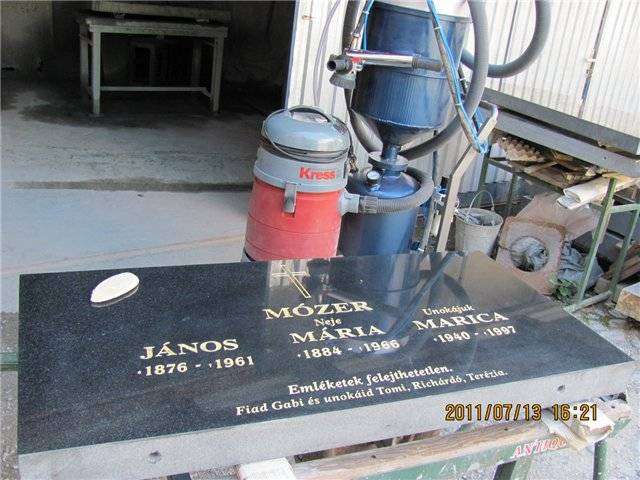 Kress
MÓZER
Neje
Unokájuk
JÁNOS
MÁRIA
MARICA
*1876 - †1961
*1884 - †1966
*1940 - †1997
Emléketek felejthetetlen.
Fiad Gabi és unokáid Tomi, Richárdó, Terézia.
2011/07/13 16:21